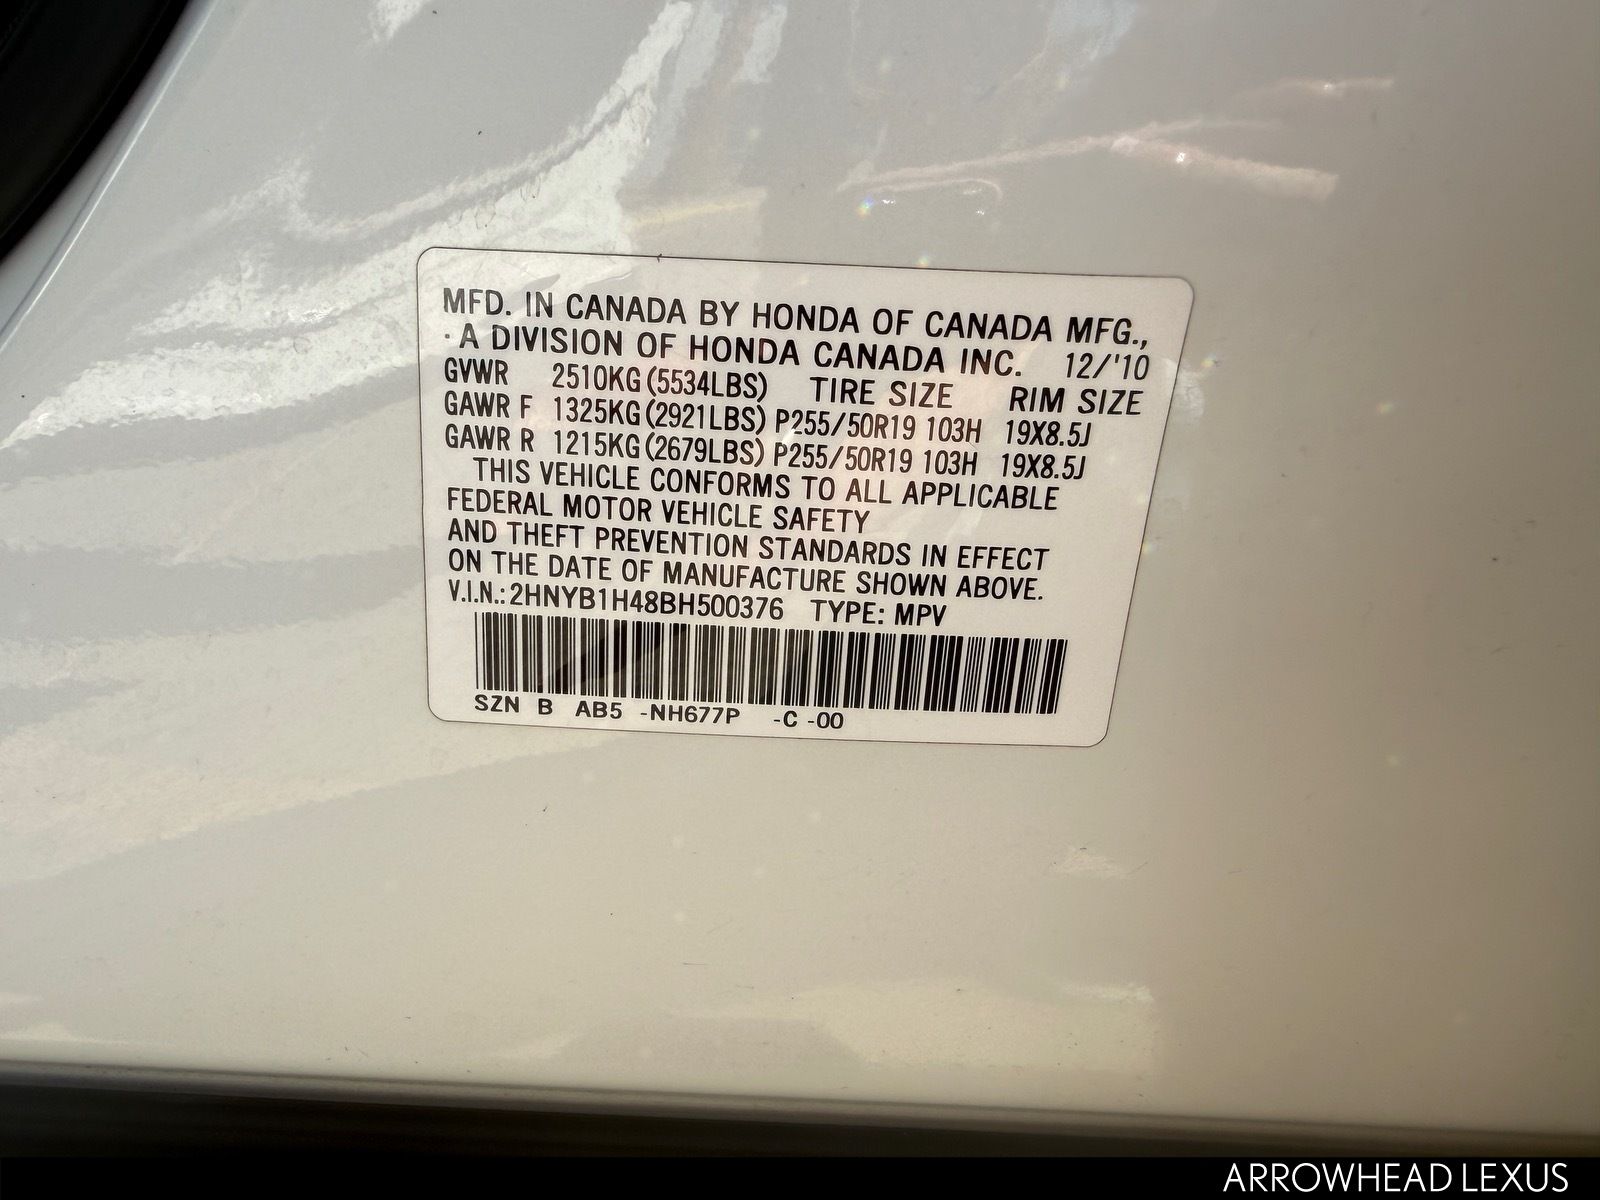 MFD. IN CANADA BY HONDA OF CANADA MFG.,
A DIVISION OF HONDA CANADA INC. 12/'10
GVWR 2510KG(5534LBS) TIRE SIZE RIM SIZE
GAWR F 1325KG(2921LBS) P255/50R19 103H 19X8.5J
GAWR R 1215KG(2679LBS) P255/50R19 103H 19X8.5J
THIS VEHICLE CONFORMS TO ALL APPLICABLE
FEDERAL MOTOR VEHICLE SAFETY
AND THEFT PREVENTION STANDARDS IN EFFECT
ON THE DATE OF MANUFACTURE SHOWN ABOVE.
V.I.N.: 2HNYB1H48BH500376 TYPE: MPV
SZN B AB5 -NH677P -C -00
ARROWHEAD LEXUS